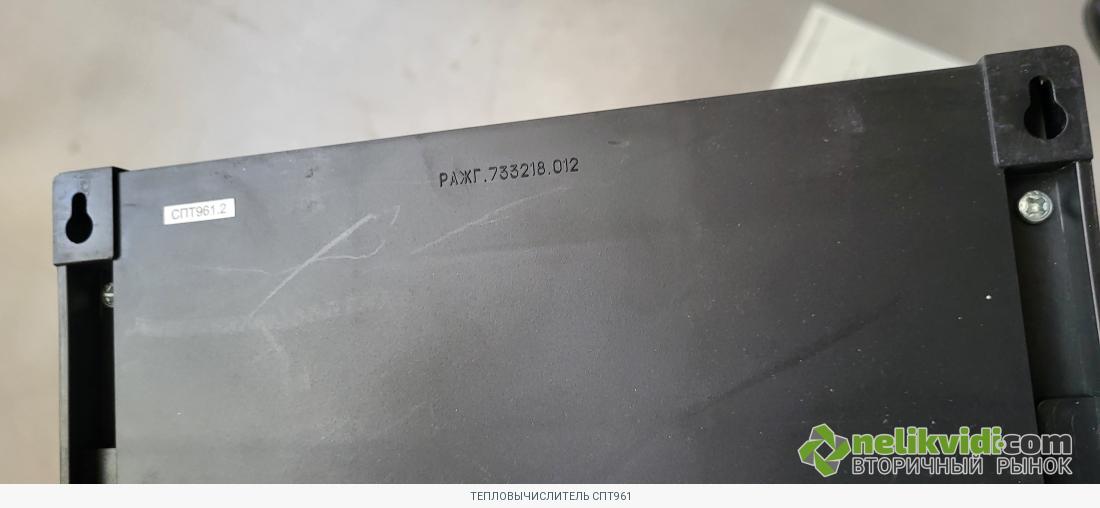 РАЖГ.733218.012
СПТ961.2
nelikvidi.com
ВТОРИЧНЫЙ РЫНОК
ТЕПЛОВЫЧИСЛИТЕЛЬ СПТ961